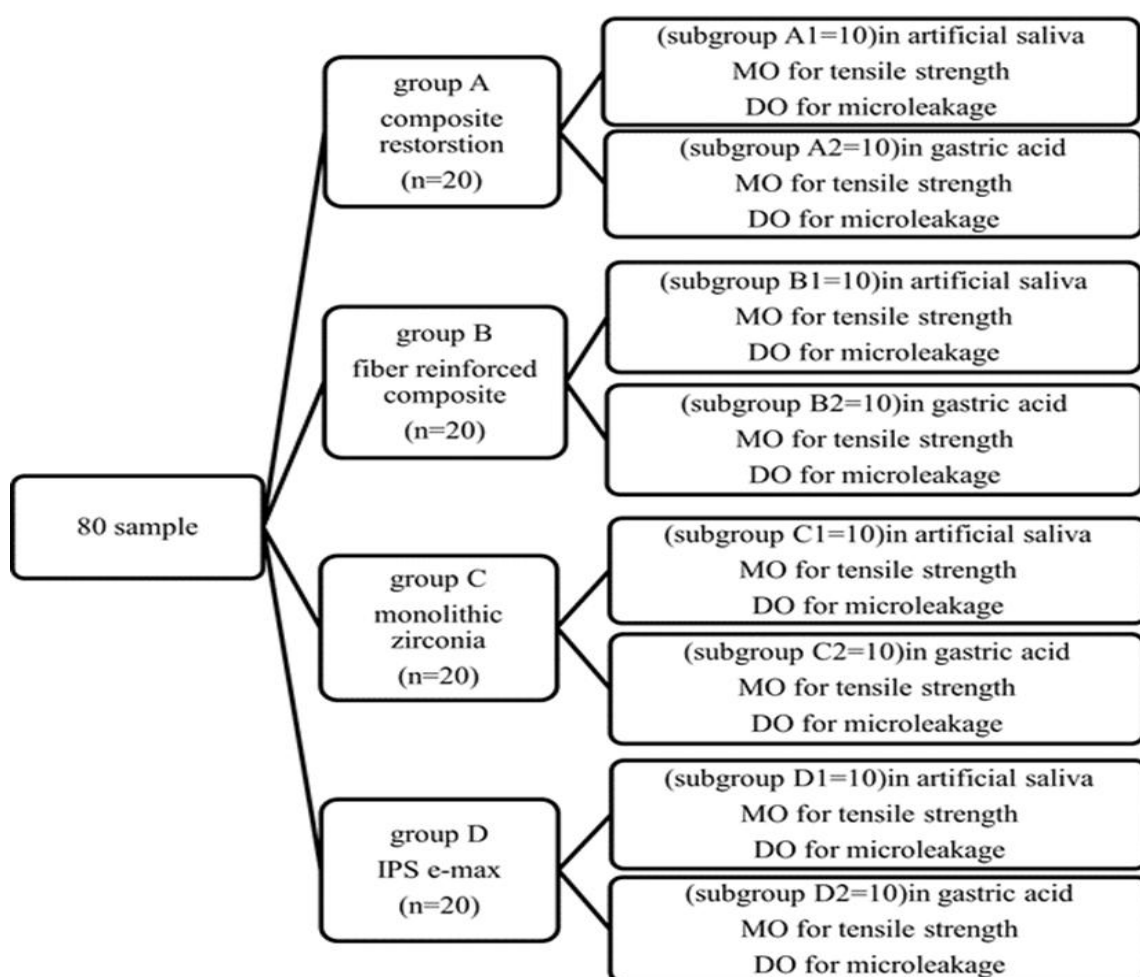 80 sample
group A
composite
restorstion
(n=20)
(subgroup A1=10)in artificial saliva
MO for tensile strength
DO for microleakage
(subgroup A2=10)in gastric acid
MO for tensile strength
DO for microleakage
group B
fiber reinforced
composite
(n=20)
(subgroup B1=10)in artificial saliva
MO for tensile strength
DO for microleakage
(subgroup B2=10)in gastric acid
MO for tensile strength
DO for microleakage
group C
monolithic
zirconia
(n=20)
(subgroup C1=10)in artificial saliva
MO for tensile strength
DO for microleakage
(subgroup C2=10)in gastric acid
MO for tensile strength
DO for microleakage
group D
IPS e-max
(n=20)
(subgroup D1=10)in artificial saliva
MO for tensile strength
DO for microleakage
(subgroup D2=10)in gastric acid
MO for tensile strength
DO for microleakage